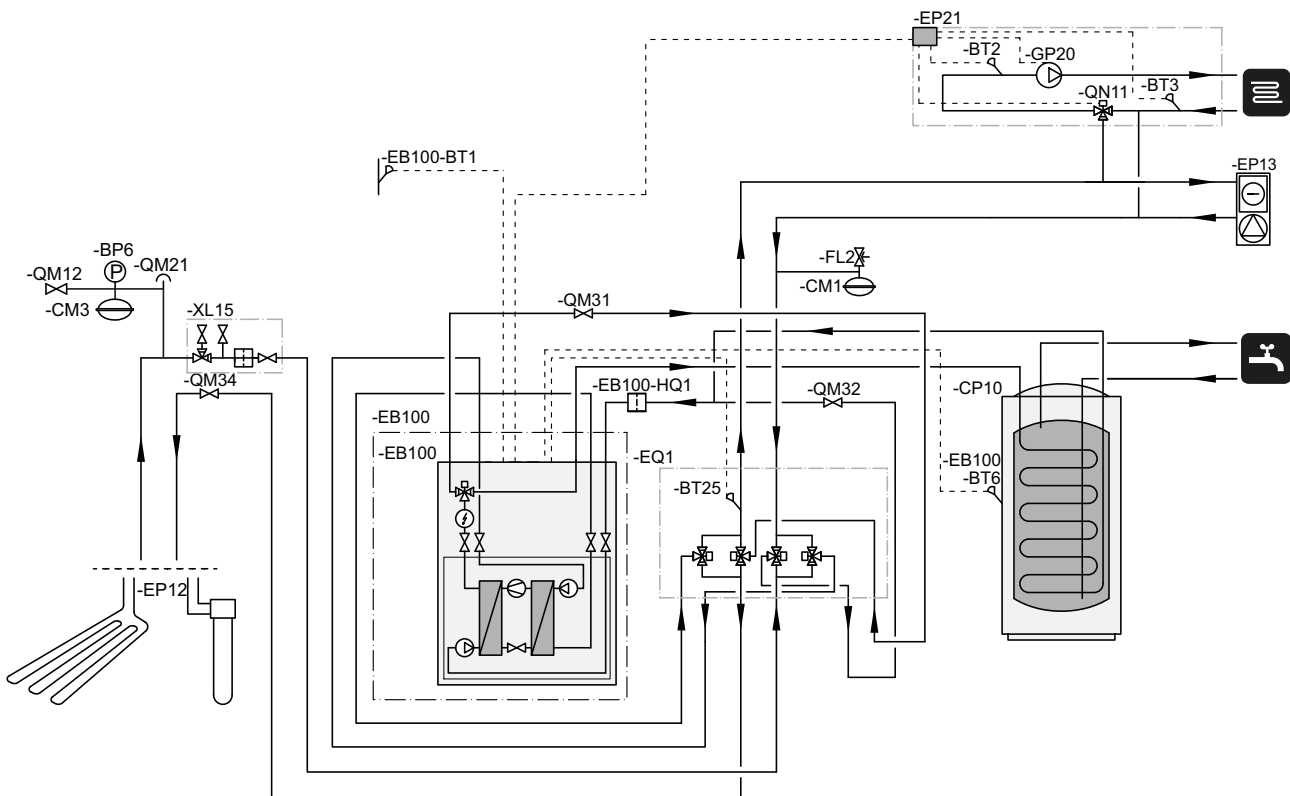 -EP21
-BT2
-GP20
-QN11
-BT3
-EB100-BT1
-EP13
-BP6
-QM12
-QM21
P
-CM3
-FL2
-CM1
-XL15
-QM31
-QM34
-EB100-HQ1
-QM32
-CP10
-EB100
-EB100
-EQ1
-EB100
-BT6
-BT25
-EP12